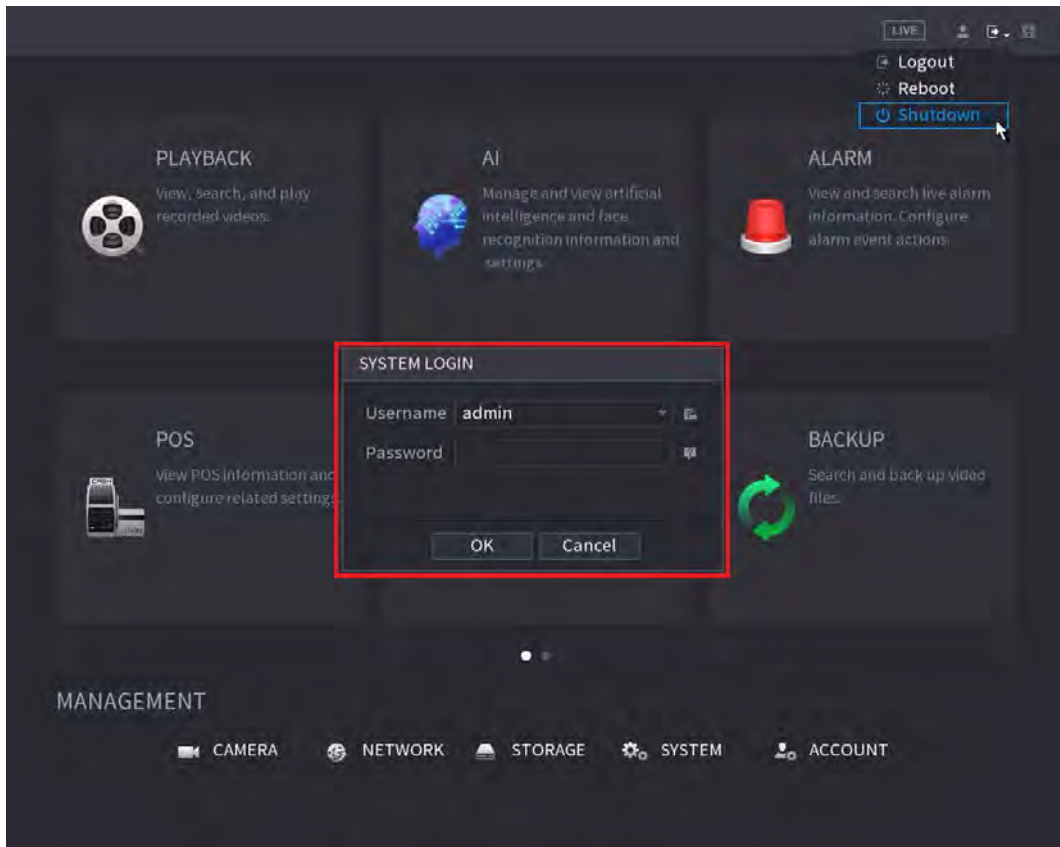 LIVE
Logout
Reboot
Shutdown
PLAYBACK
View, search, and play
recorded videos.
AI
Manage and view artificial
intelligence and face
recognition information and
settings.
ALARM
View and search live alarm
information. Configure
alarm event actions.
SYSTEM LOGIN
Username admin
Password
OK Cancel
POS
View POS information and
configure related settings
BACKUP
Search and back up video
files.
MANAGEMENT
CAMERA NETWORK STORAGE SYSTEM ACCOUNT